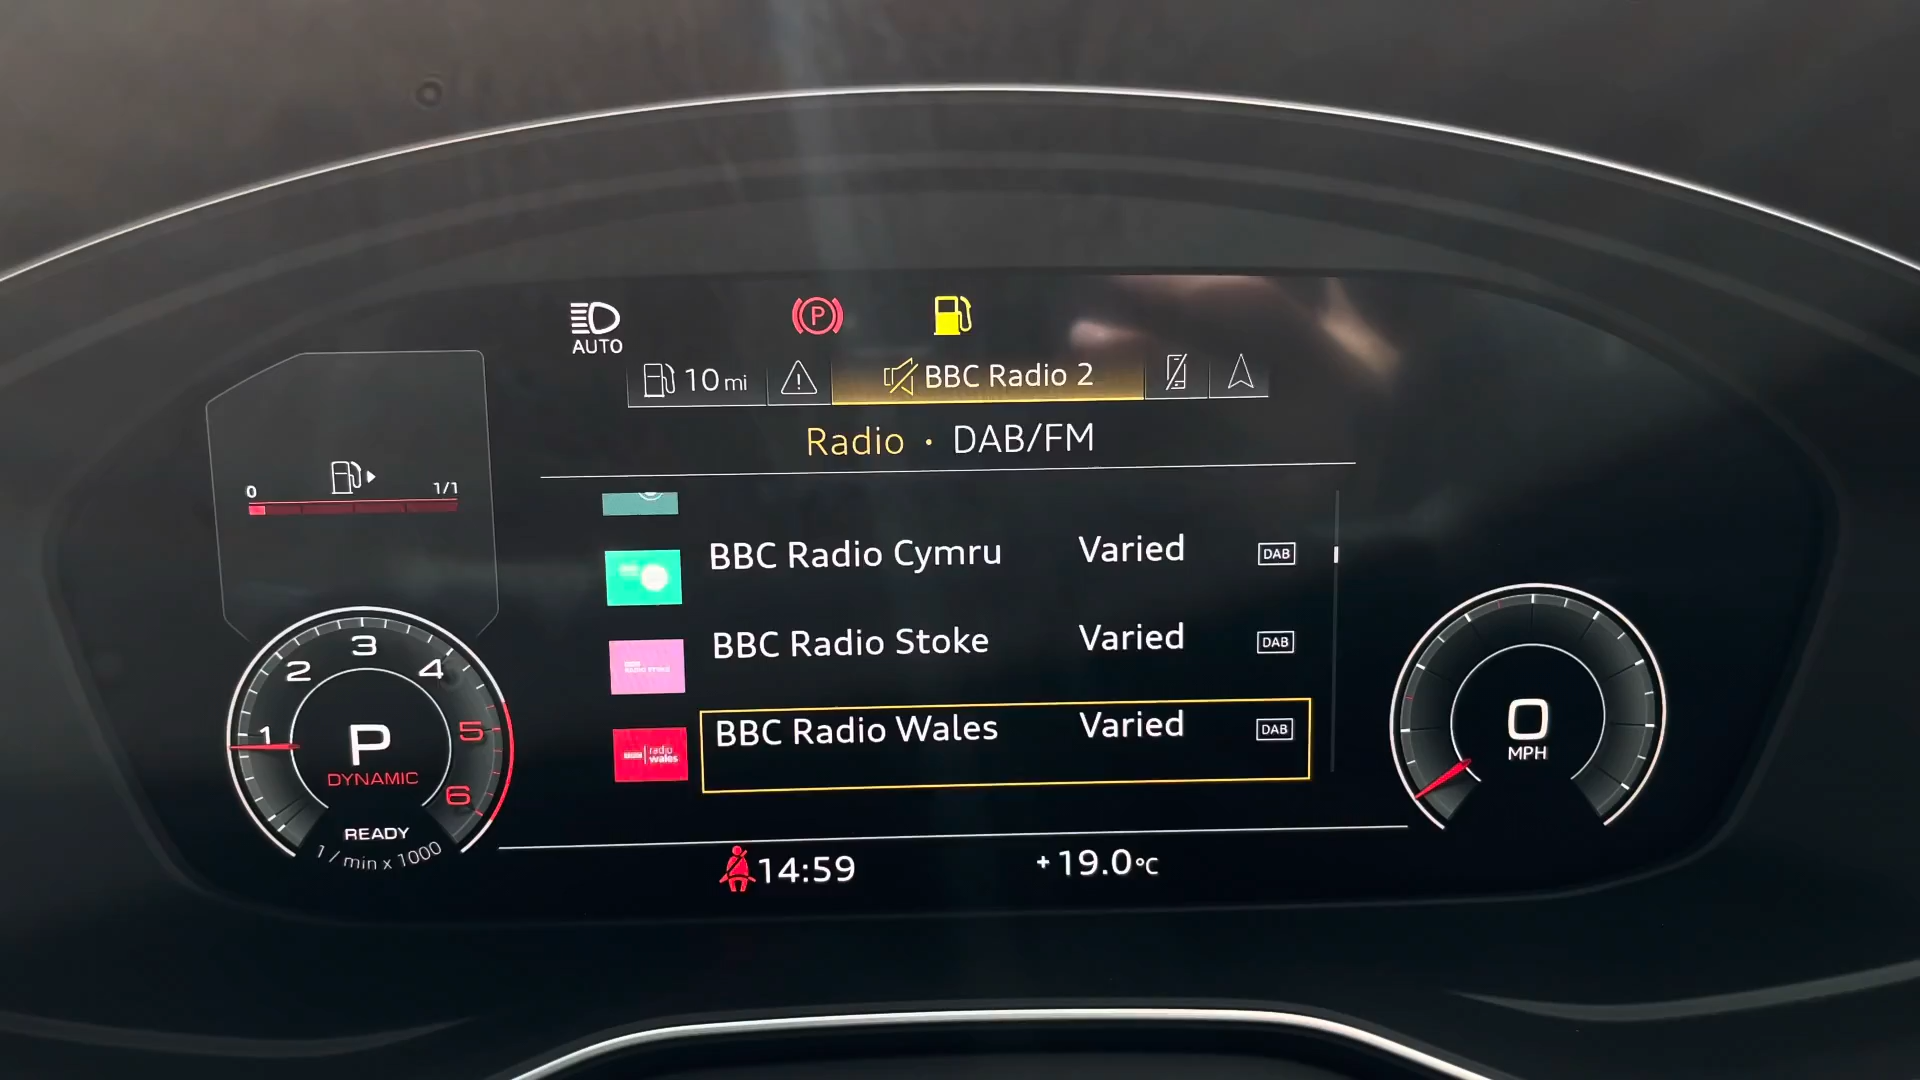 AUTO
P
10 mi
BBC Radio 2
Radio · DAB/FM
0 1/1
BBC Radio Cymru Varied DAB
BBC Radio Stoke Varied DAB
radio
wales
BBC Radio Wales Varied DAB
1 2 3 4 5 6
P
DYNAMIC
READY
1 / min x 1000
0
MPH
14:59
+19.0°C